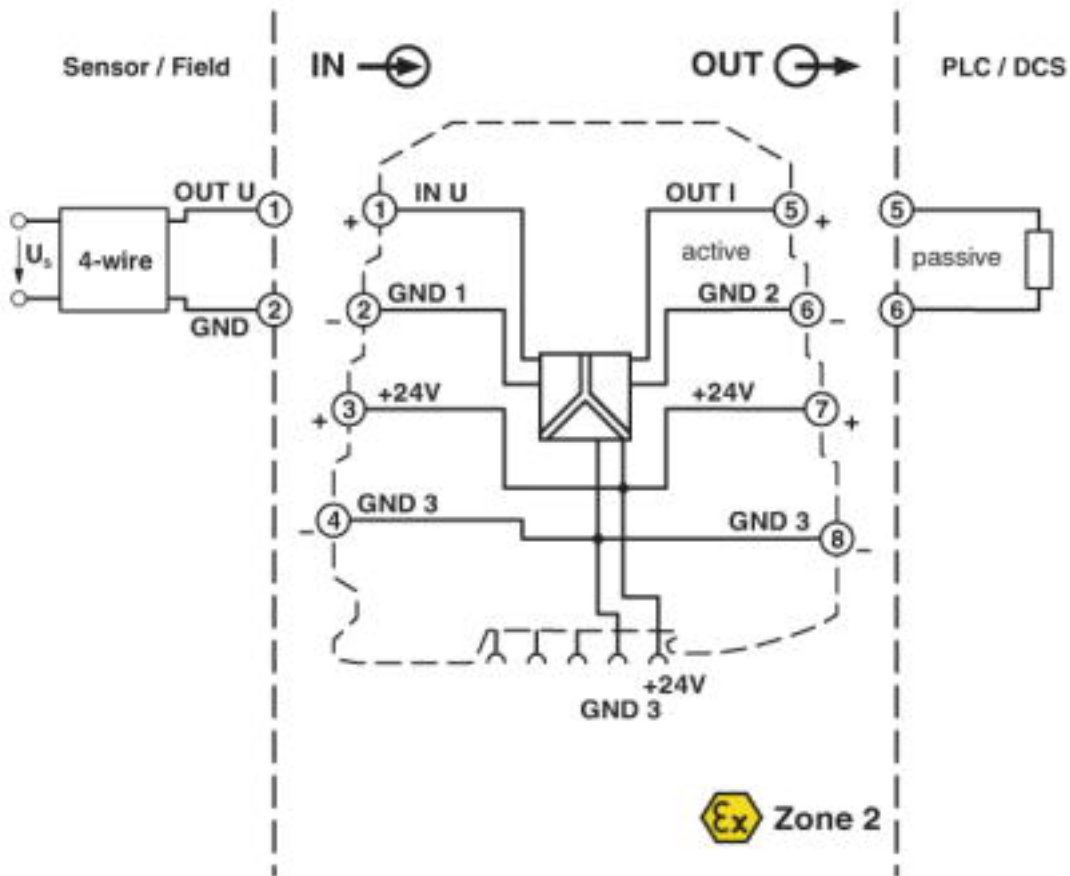 Sensor / Field IN OUT PLC / DCS
OUT U 1 1 IN U OUT I 5 5
+ +
Us 4-wire active passive
2 2 GND 1 GND 2 6 6
GND - -
3 +24V +24V 7
+ +
4 GND 3 GND 3 8
- -
+24V
GND 3
Ex Zone 2